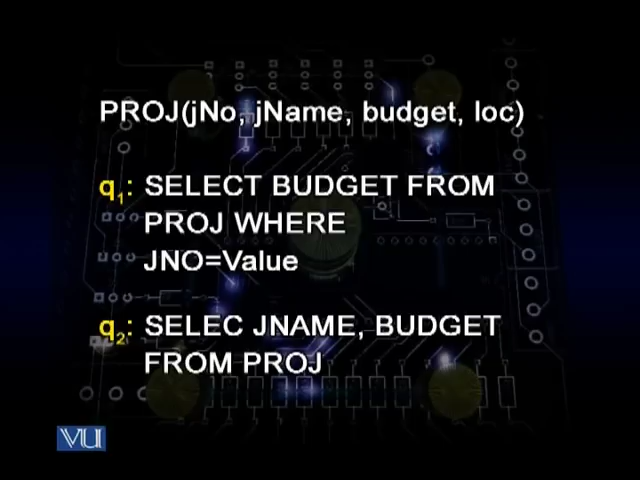 PROJ(jNo, jName, budget, loc)
q1: SELECT BUDGET FROM
PROJ WHERE
JNO=Value
q2: SELEC JNAME, BUDGET
FROM PROJ
VU